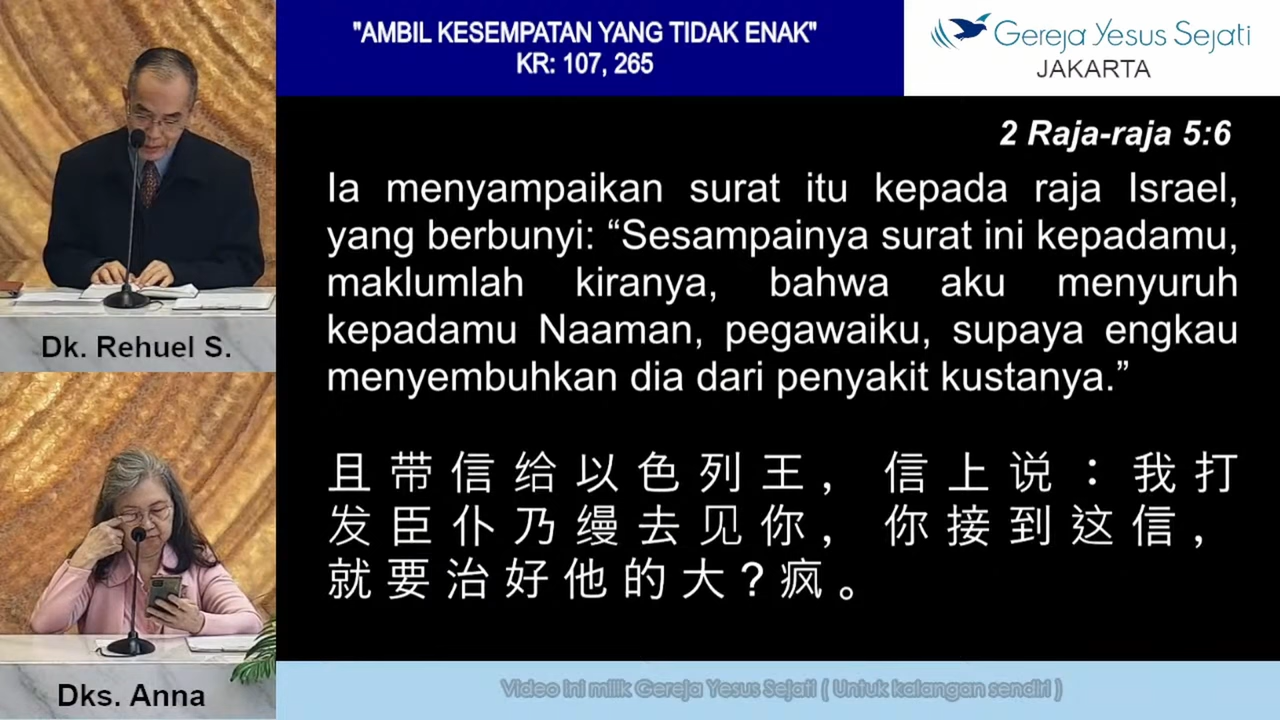 "AMBIL KESEMPATAN YANG TIDAK ENAK"
KR: 107, 265
Gereja Yesus Sejati
JAKARTA
2 Raja-raja 5:6
Ia menyampaikan surat itu kepada raja Israel,
yang berbunyi: “Sesampainya surat ini kepadamu,
maklumlah kiranya, bahwa aku menyuruh
kepadamu Naaman, pegawaiku, supaya engkau
menyembuhkan dia dari penyakit kustanya.”
且带信给以色列王， 信上说：我打
发臣仆乃缦去见你， 你接到这信，
就要治好他的大?疯。
Dk. Rehuel S.
Dks. Anna
Video ini milik Gereja Yesus Sejati ( Untuk kalangan sendiri )